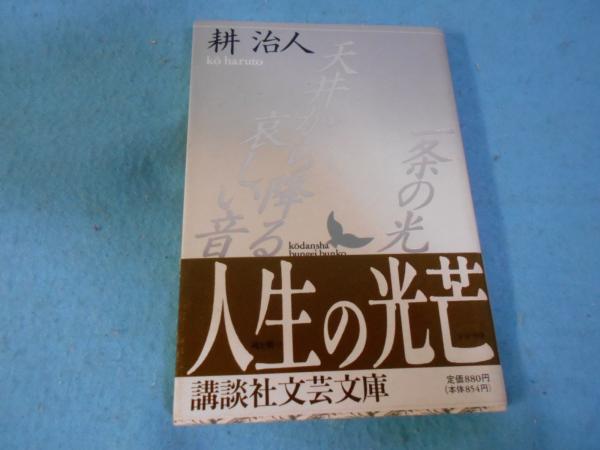 耕 治人
kō haruto
一条の光
天井から降る
哀しい音
kōdansha
bungei bunko
人生の光芒
講談社文芸文庫
定価880円
(本体854円)